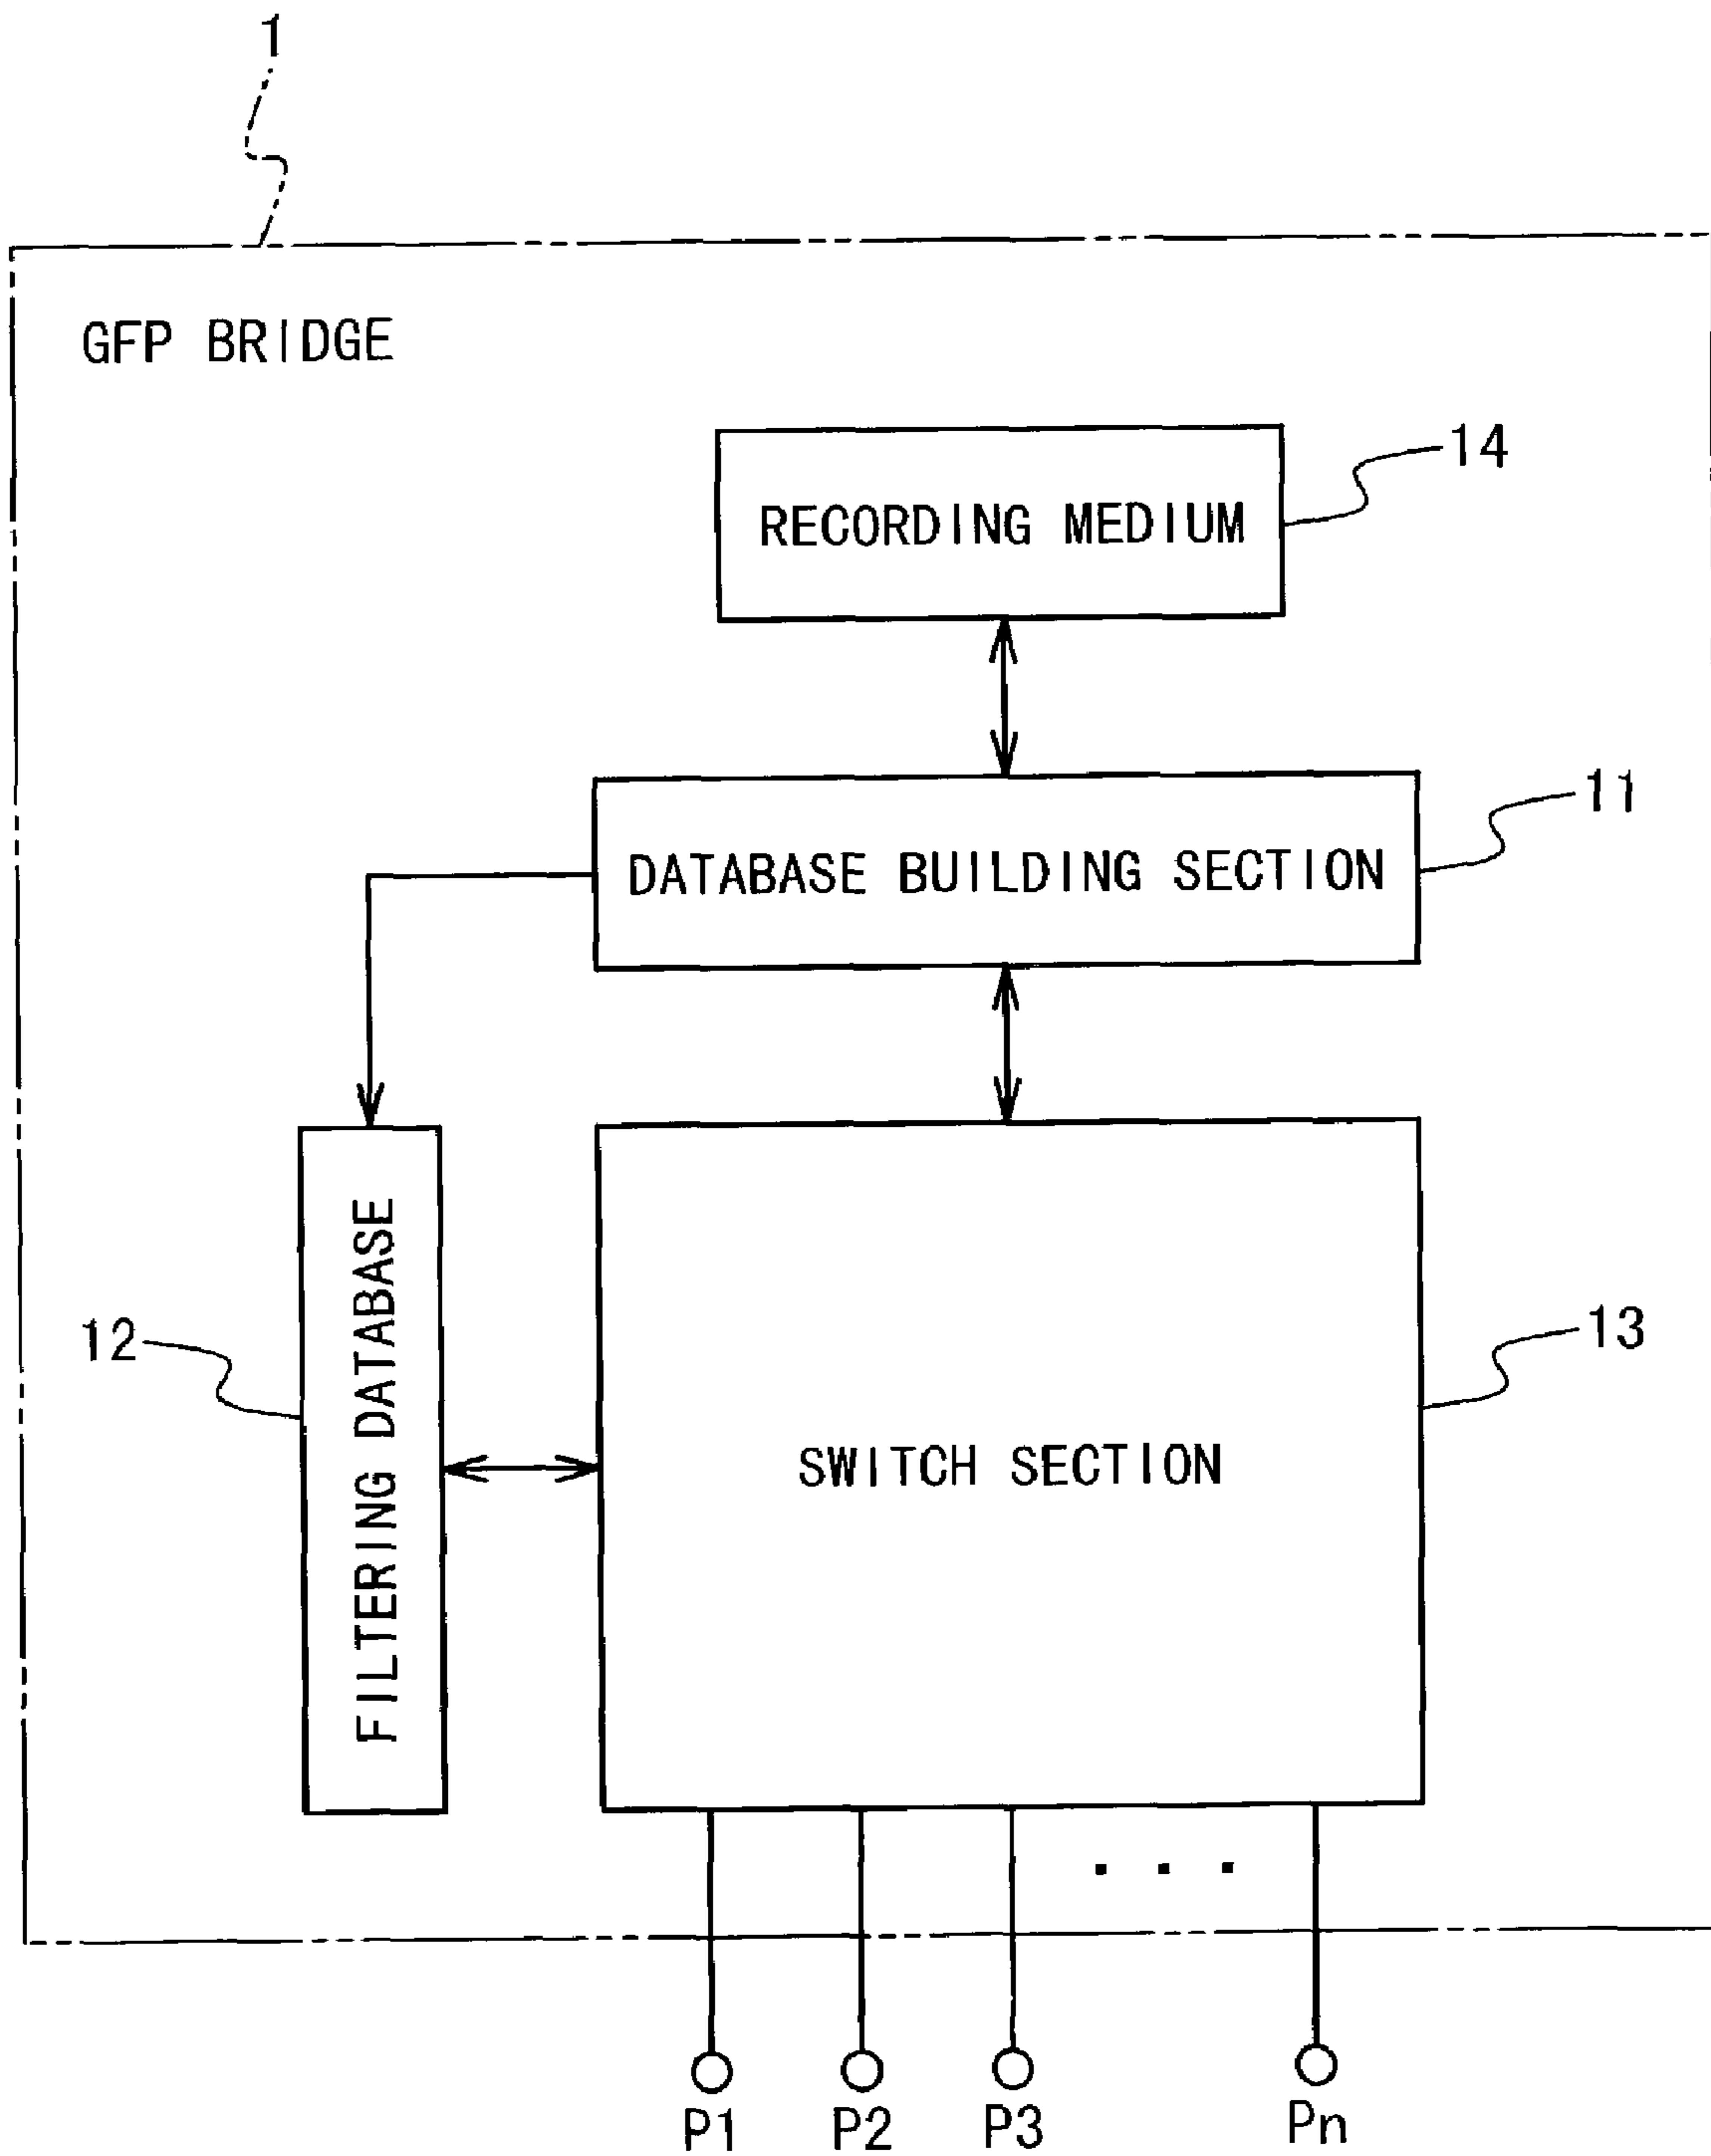 1
GFP BRIDGE
14
RECORDING MEDIUM
11
DATABASE BUILDING SECTION
12
FILTERING DATABASE
13
SWITCH SECTION
. . .
P1 P2 P3 Pn